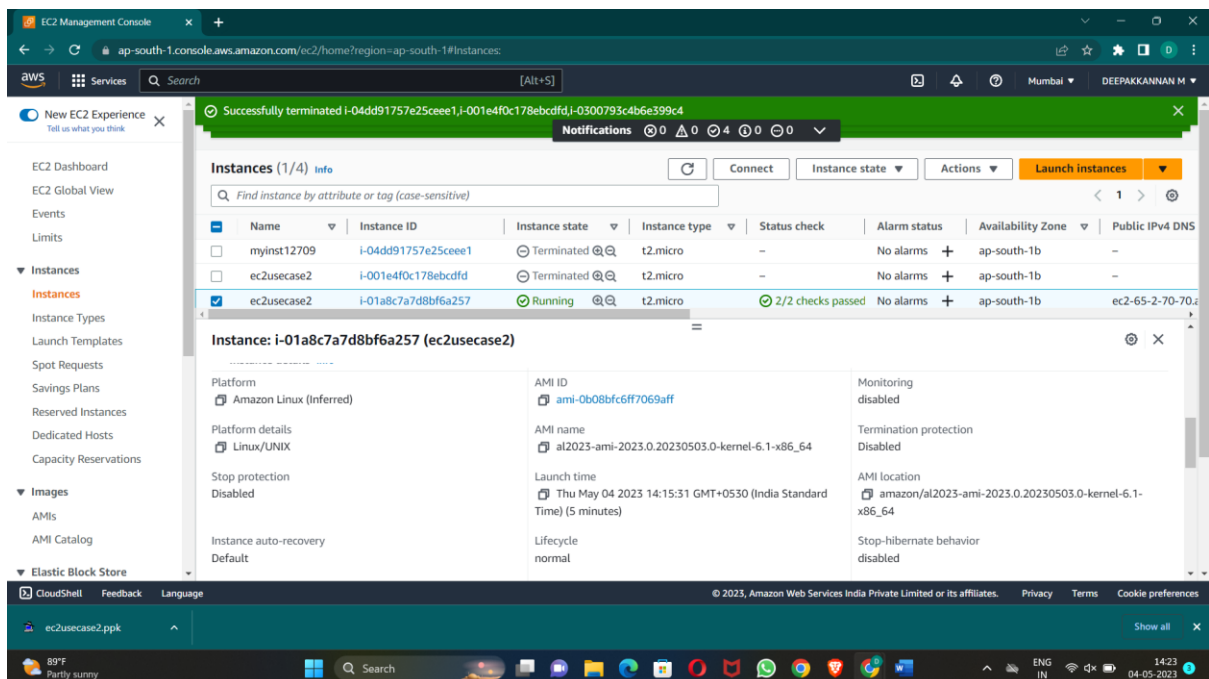 EC2 Management Console
ap-south-1.console.aws.amazon.com/ec2/home?region=ap-south-1#Instances:
D
aws Services Search [Alt+S] Mumbai DEEPAKKANNAN M
New EC2 Experience
Tell us what you think
Successfully terminated i-04dd91757e25ceee1,i-001e4f0c178ebcdfd,i-0300793c4b6e399c4
Notifications 0 0 4 0 0
EC2 Dashboard
EC2 Global View
Events
Limits
Instances
Instances
Instance Types
Launch Templates
Spot Requests
Savings Plans
Reserved Instances
Dedicated Hosts
Capacity Reservations
Images
AMIs
AMI Catalog
Elastic Block Store
Instances (1/4) Info Connect Instance state Actions Launch instances
Find instance by attribute or tag (case-sensitive) 1
Name Instance ID Instance state Instance type Status check Alarm status Availability Zone Public IPv4 DNS
myinst12709 i-04dd91757e25ceee1 Terminated t2.micro – No alarms + ap-south-1b –
ec2usecase2 i-001e4f0c178ebcdfd Terminated t2.micro – No alarms + ap-south-1b –
ec2usecase2 i-01a8c7a7d8bf6a257 Running t2.micro 2/2 checks passed No alarms + ap-south-1b ec2-65-2-70-70.a
Instance: i-01a8c7a7d8bf6a257 (ec2usecase2)
Platform
Amazon Linux (Inferred)
AMI ID
ami-0b08bfc6ff7069aff
Monitoring
disabled
Platform details
Linux/UNIX
AMI name
al2023-ami-2023.0.20230503.0-kernel-6.1-x86_64
Termination protection
Disabled
Stop protection
Disabled
Launch time
Thu May 04 2023 14:15:31 GMT+0530 (India Standard
Time) (5 minutes)
AMI location
amazon/al2023-ami-2023.0.20230503.0-kernel-6.1-
x86_64
Instance auto-recovery
Default
Lifecycle
normal
Stop-hibernate behavior
disabled
CloudShell Feedback Language © 2023, Amazon Web Services India Private Limited or its affiliates. Privacy Terms Cookie preferences
ec2usecase2.ppk Show all
89°F
Partly sunny
Search
ENG
IN
14:23
04-05-2023
3